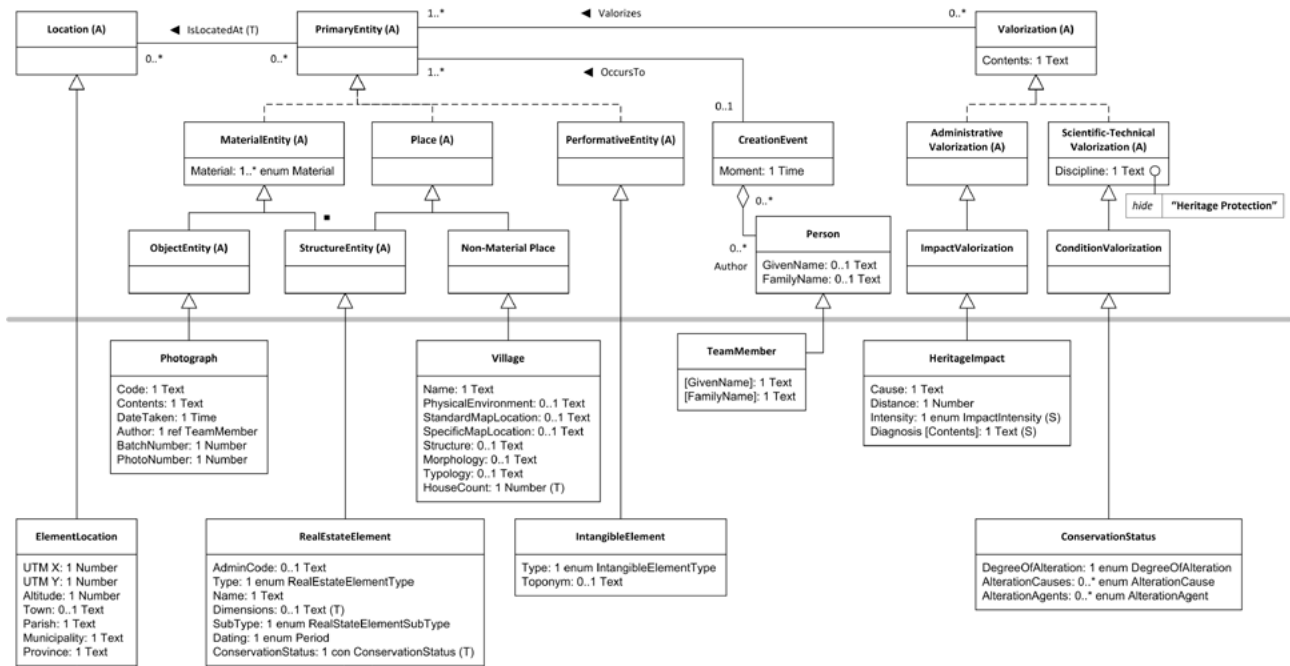 Location (A)
◄ IsLocatedAt (T)
0..*
0..*
PrimaryEntity (A)
1..*
◄ Valorizes
0..*
1..*
◄ OccursTo
0..1
Valorization (A)
Contents: 1 Text
MaterialEntity (A)
Material: 1..* enum Material
Place (A)
PerformativeEntity (A)
CreationEvent
Moment: 1 Time
Administrative
Valorization (A)
Scientific-Technical
Valorization (A)
Discipline: 1 Text
hide
"Heritage Protection"
0..*
0..*
Author
ObjectEntity (A)
StructureEntity (A)
Non-Material Place
Person
GivenName: 0..1 Text
FamilyName: 0..1 Text
ImpactValorization
ConditionValorization
Photograph
Code: 1 Text
Contents: 1 Text
DateTaken: 1 Time
Author: 1 ref TeamMember
BatchNumber: 1 Number
PhotoNumber: 1 Number
Village
Name: 1 Text
PhysicalEnvironment: 0..1 Text
StandardMapLocation: 0..1 Text
SpecificMapLocation: 0..1 Text
Structure: 0..1 Text
Morphology: 0..1 Text
Typology: 0..1 Text
HouseCount: 1 Number (T)
TeamMember
[GivenName]: 1 Text
[FamilyName]: 1 Text
HeritageImpact
Cause: 1 Text
Distance: 1 Number
Intensity: 1 enum ImpactIntensity (S)
Diagnosis [Contents]: 1 Text (S)
ElementLocation
UTM X: 1 Number
UTM Y: 1 Number
Altitude: 1 Number
Town: 0..1 Text
Parish: 1 Text
Municipality: 1 Text
Province: 1 Text
RealEstateElement
AdminCode: 0..1 Text
Type: 1 enum RealEstateElementType
Name: 1 Text
Dimensions: 0..1 Text (T)
SubType: 1 enum RealStateElementSubType
Dating: 1 enum Period
ConservationStatus: 1 con ConservationStatus (T)
IntangibleElement
Type: 1 enum IntangibleElementType
Toponym: 0..1 Text
ConservationStatus
DegreeOfAlteration: 1 enum DegreeOfAlteration
AlterationCauses: 0..* enum AlterationCause
AlterationAgents: 0..* enum AlterationAgent